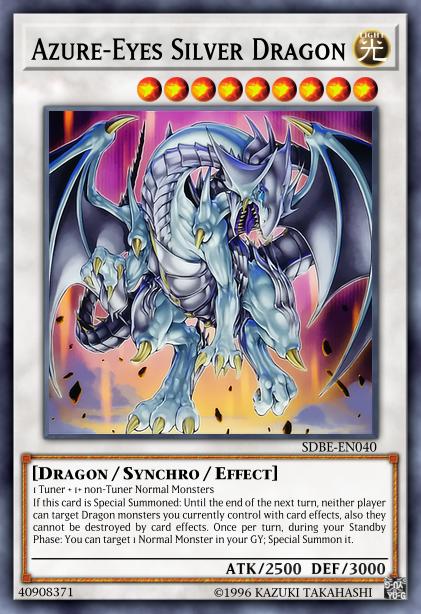 Azure-Eyes Silver Dragon
LIGHT
光
SDBE-EN040
[Dragon / Synchro / Effect]
1 Tuner + 1+ non-Tuner Normal Monsters
If this card is Special Summoned: Until the end of the next turn, neither player
can target Dragon monsters you currently control with card effects, also they
cannot be destroyed by card effects. Once per turn, during your Standby
Phase: You can target 1 Normal Monster in your GY; Special Summon it.
ATK/2500 DEF/3000
40908371
©1996 KAZUKI TAKAHASHI